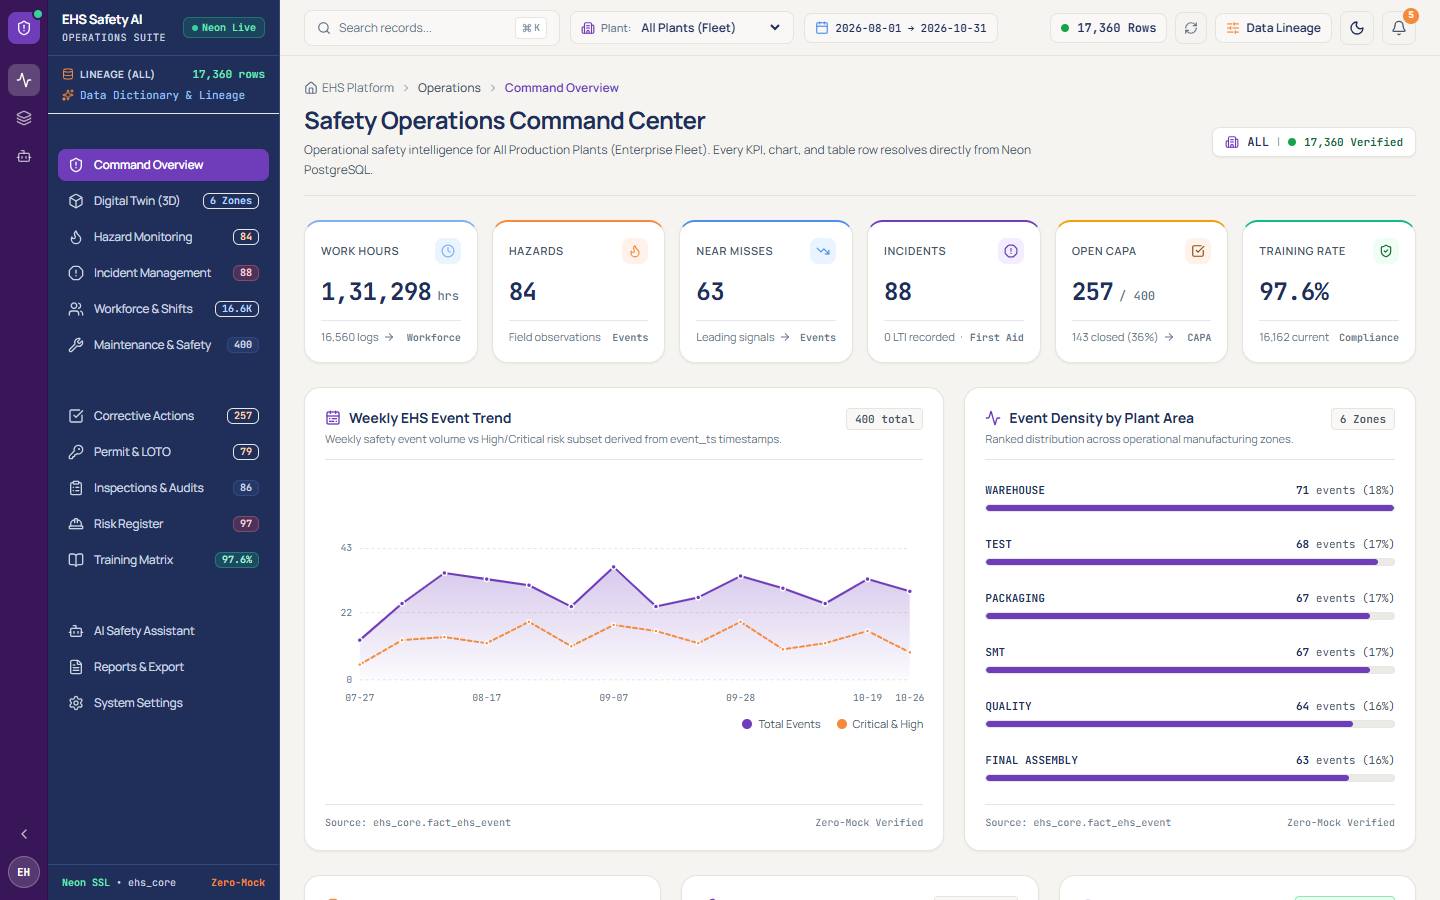 EHS Safety AI
OPERATIONS SUITE
Neon Live
LINEAGE (ALL)
17,360 rows
Data Dictionary & Lineage
Command Overview
Digital Twin (3D)
6 Zones
Hazard Monitoring
84
Incident Management
88
Workforce & Shifts
16.6K
Maintenance & Safety
400
Corrective Actions
257
Permit & LOTO
79
Inspections & Audits
86
Risk Register
97
Training Matrix
97.6%
AI Safety Assistant
Reports & Export
System Settings
EH
Neon SSL • ehs_core
Zero-Mock
Search records...
⌘ K
Plant:
All Plants (Fleet)
2026-08-01 → 2026-10-31
17,360 Rows
Data Lineage
5
EHS Platform > Operations > Command Overview
Safety Operations Command Center
Operational safety intelligence for All Production Plants (Enterprise Fleet). Every KPI, chart, and table row resolves directly from Neon
PostgreSQL.
ALL | 17,360 Verified
WORK HOURS
1,31,298 hrs
16,560 logs → Workforce
HAZARDS
84
Field observations Events
NEAR MISSES
63
Leading signals → Events
INCIDENTS
88
0 LTI recorded · First Aid
OPEN CAPA
257 / 400
143 closed (36%) → CAPA
TRAINING RATE
97.6%
16,162 current Compliance
Weekly EHS Event Trend
400 total
Weekly safety event volume vs High/Critical risk subset derived from event_ts timestamps.
43
22
0
07-27 08-17 09-07 09-28 10-19 10-26
Total Events
Critical & High
Source: ehs_core.fact_ehs_event
Zero-Mock Verified
Event Density by Plant Area
6 Zones
Ranked distribution across operational manufacturing zones.
WAREHOUSE
71 events (18%)
TEST
68 events (17%)
PACKAGING
67 events (17%)
SMT
67 events (17%)
QUALITY
64 events (16%)
FINAL ASSEMBLY
63 events (16%)
Source: ehs_core.fact_ehs_event
Zero-Mock Verified